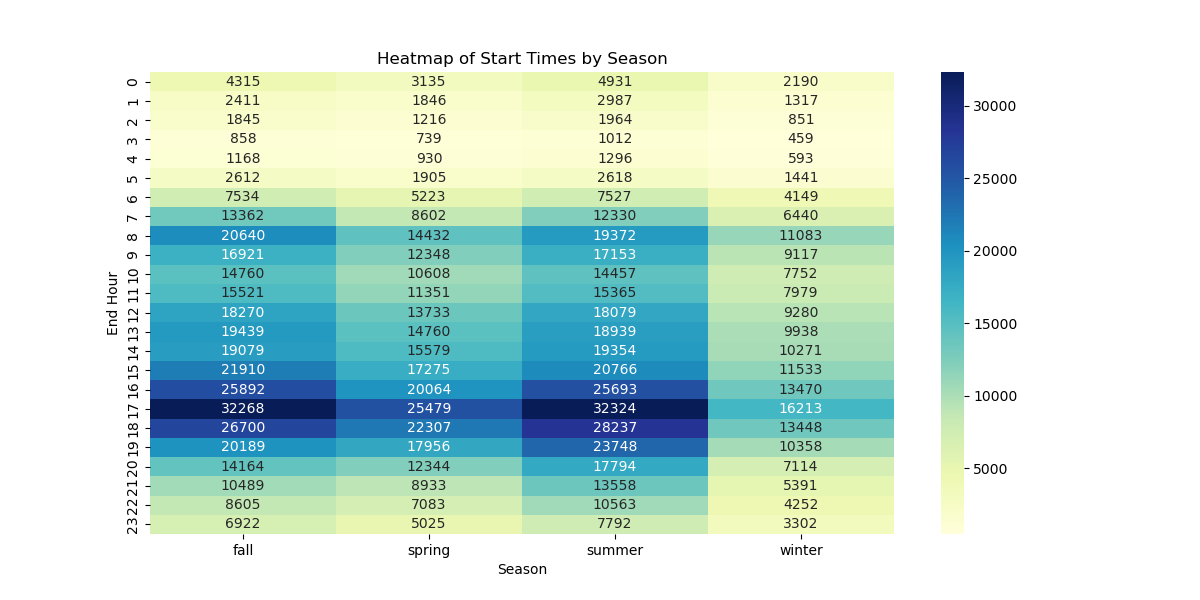 Heatmap of Start Times by Season
End Hour
0 4315 3135 4931 2190
1 2411 1846 2987 1317
2 1845 1216 1964 851
3 858 739 1012 459
4 1168 930 1296 593
5 2612 1905 2618 1441
6 7534 5223 7527 4149
7 13362 8602 12330 6440
8 20640 14432 19372 11083
9 16921 12348 17153 9117
10 14760 10608 14457 7752
11 15521 11351 15365 7979
12 18270 13733 18079 9280
13 19439 14760 18939 9938
14 19079 15579 19354 10271
15 21910 17275 20766 11533
16 25892 20064 25693 13470
17 32268 25479 32324 16213
18 26700 22307 28237 13448
19 20189 17956 23748 10358
20 14164 12344 17794 7114
21 10489 8933 13558 5391
22 8605 7083 10563 4252
23 6922 5025 7792 3302
fall spring summer winter
Season
30000
25000
20000
15000
10000
5000